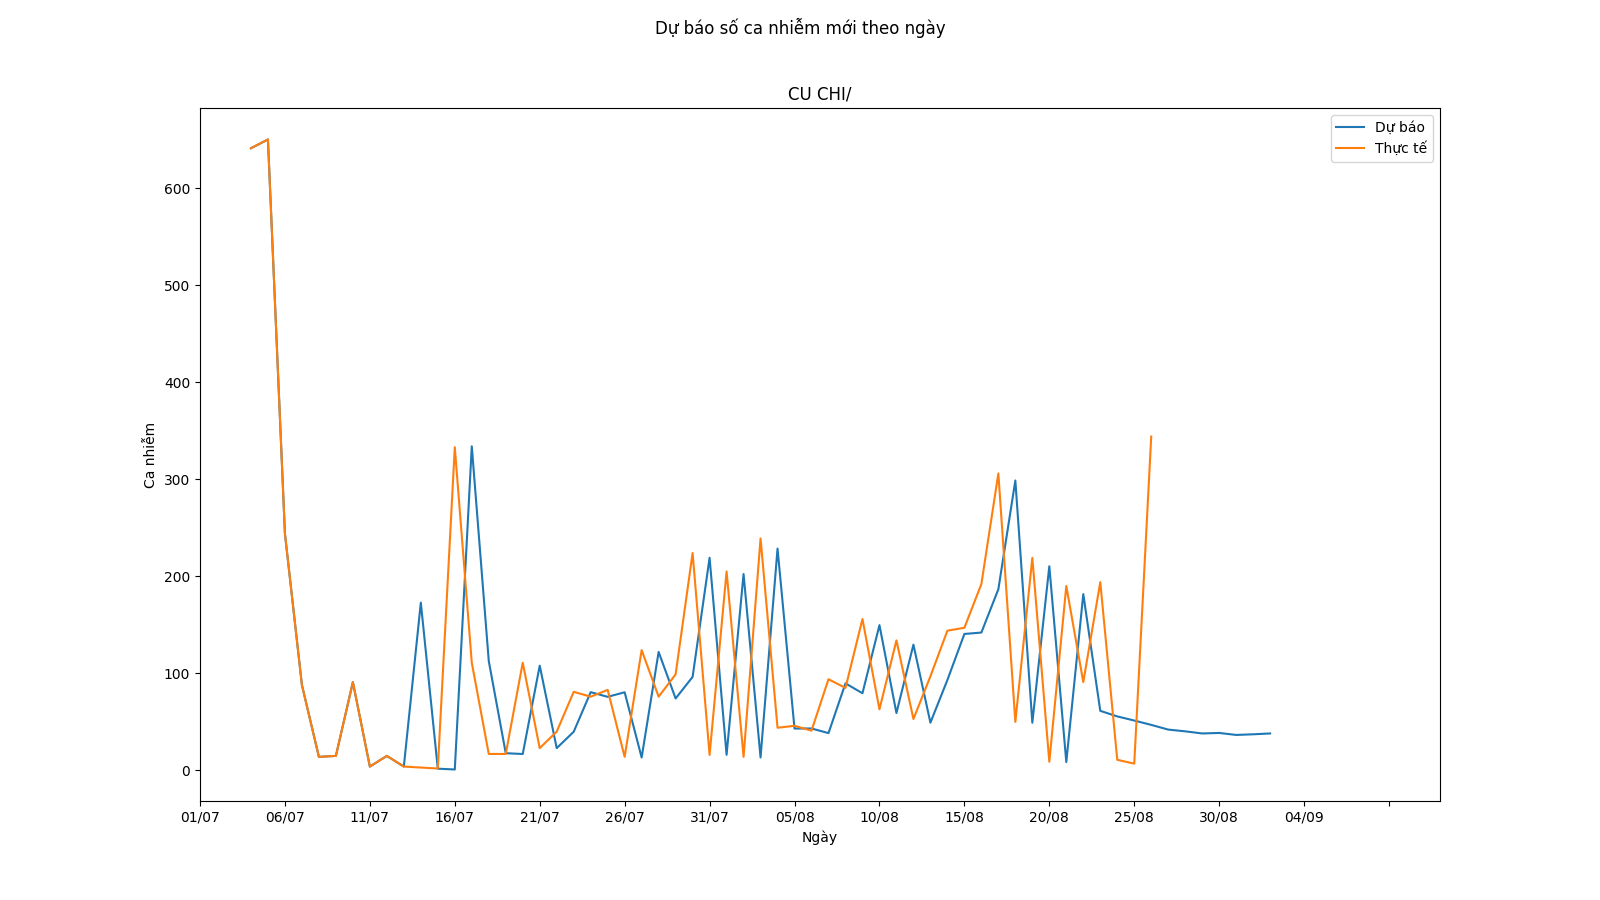 Dự báo số ca nhiễm mới theo ngày
CU CHI/
Dự báo
Thực tế
600
500
400
300
200
100
0
Ca nhiễm
01/07 06/07 11/07 16/07 21/07 26/07 31/07 05/08 10/08 15/08 20/08 25/08 30/08 04/09
Ngày